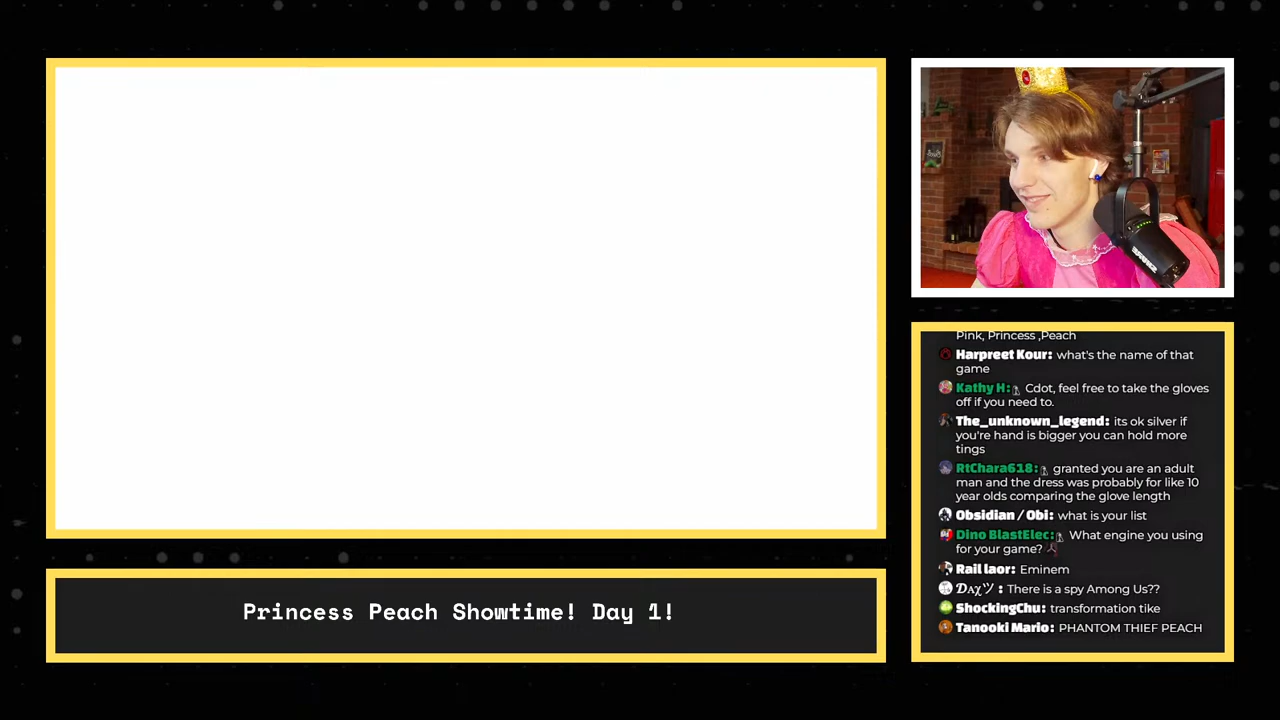 Pink, Princess ,Peach
Harpreet Kour: what's the name of that
game
Kathy H: Cdot, feel free to take the gloves
off if you need to.
The_unknown_legend: its ok silver if
you're hand is bigger you can hold more
tings
RtChara618: granted you are an adult
man and the dress was probably for like 10
year olds comparing the glove length
Obsidian / Obi: what is your list
Dino BlastElec: What engine you using
for your game?
Rail laor: Eminem
Ɗᴀχツ : There is a spy Among Us??
ShockingChu: transformation tike
Tanooki Mario: PHANTOM THIEF PEACH
Princess Peach Showtime! Day 1!